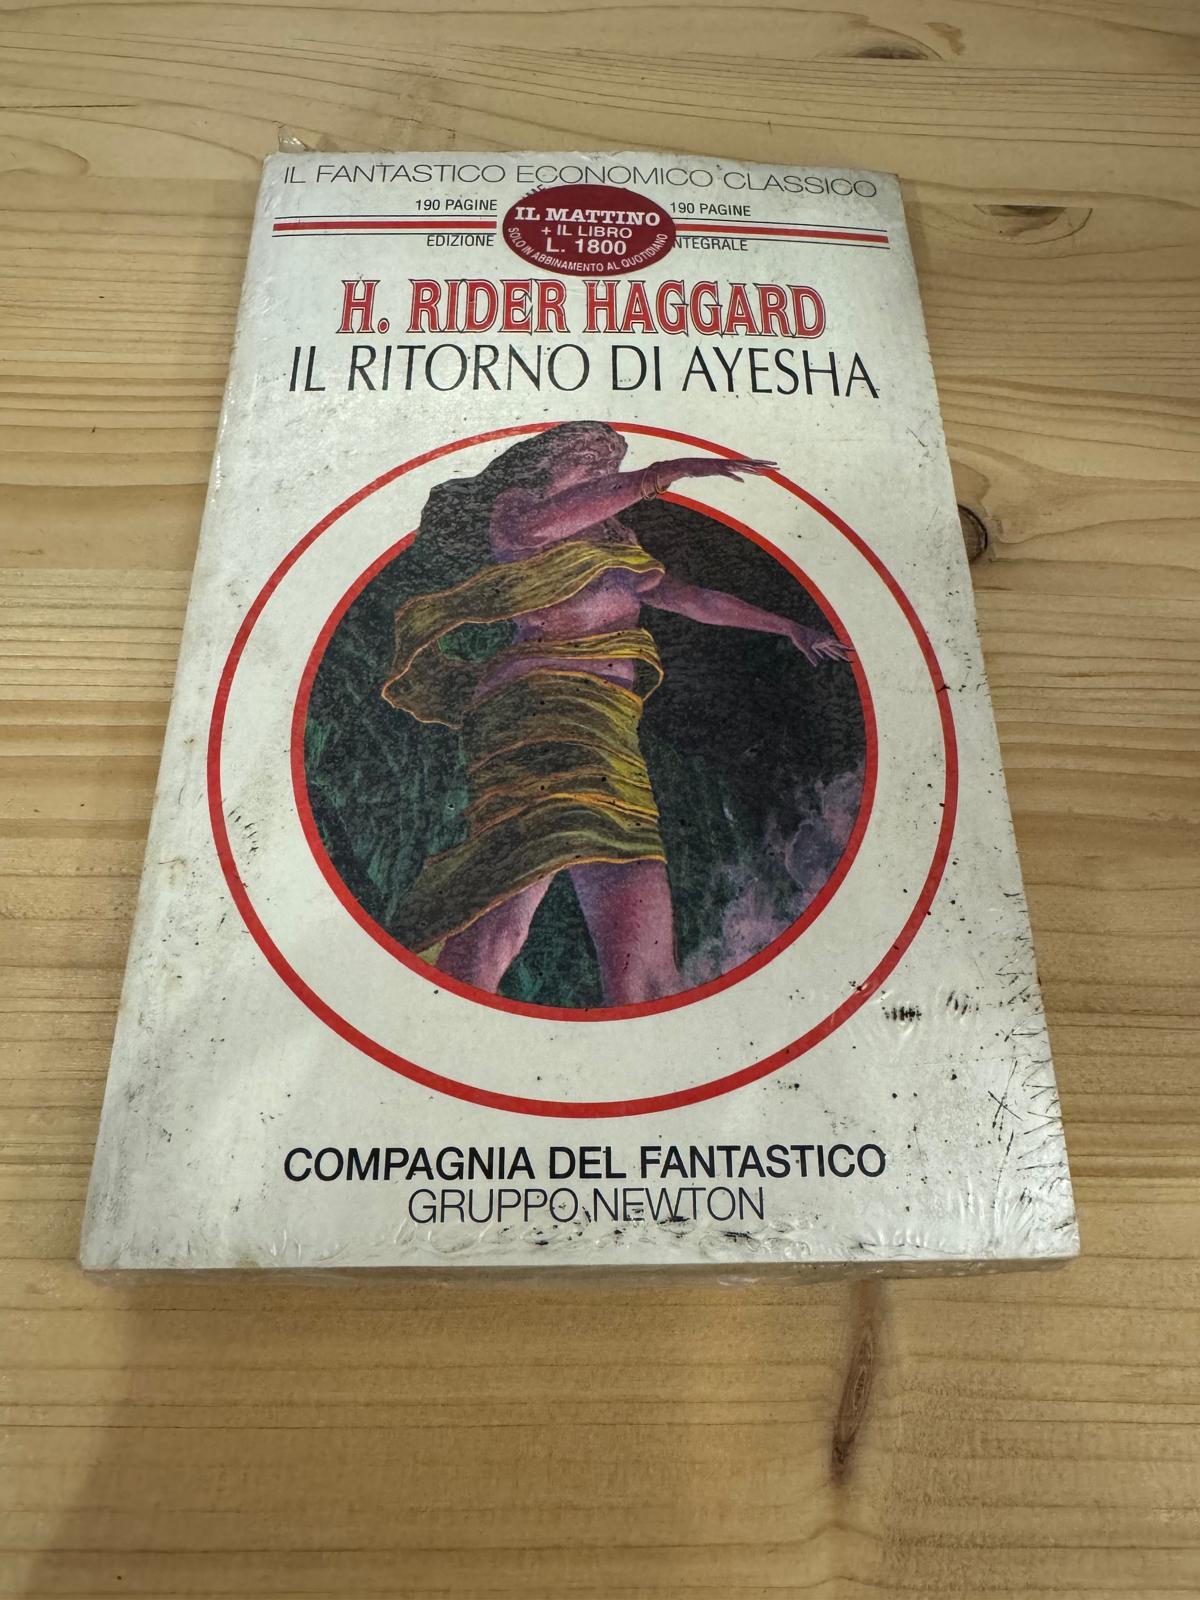 IL FANTASTICO ECONOMICO CLASSICO
190 PAGINE
190 PAGINE
IL MATTINO
+ IL LIBRO
L. 1800
SOLO IN ABBINAMENTO AL QUOTIDIANO
EDIZIONE
NTEGRALE
H. RIDER HAGGARD
IL RITORNO DI AYESHA
COMPAGNIA DEL FANTASTICO
GRUPPO NEWTON